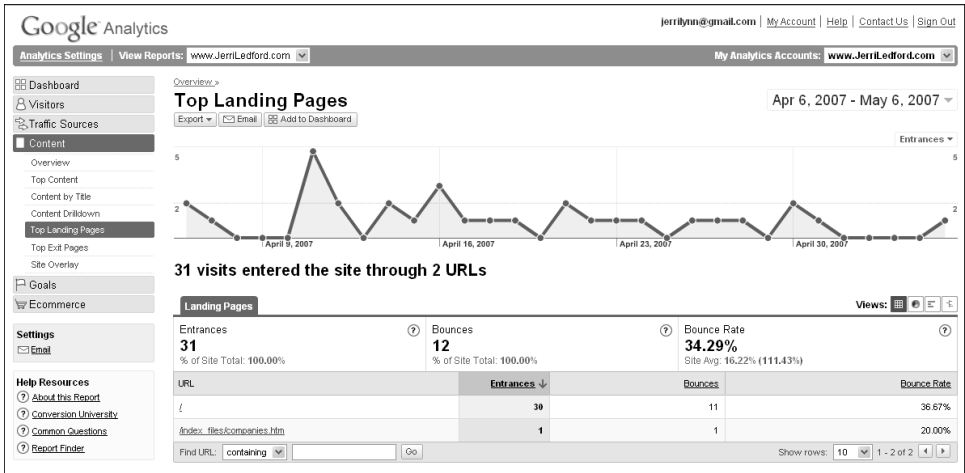 Google Analytics
jerrilynn@gmail.com | My Account | Help | Contact Us | Sign Out
Analytics Settings | View Reports: www.JerriLedford.com
My Analytics Accounts: www.JerriLedford.com
Dashboard
Visitors
Traffic Sources
Content
Overview
Top Content
Content by Title
Content Drilldown
Top Landing Pages
Top Exit Pages
Site Overlay
Goals
Ecommerce
Settings
Email
Help Resources
About this Report
Conversion University
Common Questions
Report Finder
Overview »
Top Landing Pages
Apr 6, 2007 - May 6, 2007
Export Email Add to Dashboard
Entrances
5 5
2 2
April 9, 2007 April 16, 2007 April 23, 2007 April 30, 2007
31 visits entered the site through 2 URLs
Landing Pages
Views:
Entrances ?
31
% of Site Total: 100.00%
Bounces ?
12
% of Site Total: 100.00%
Bounce Rate ?
34.29%
Site Avg: 16.22% (111.43%)
URL Entrances ↓ Bounces Bounce Rate
/ 30 11 36.67%
/index_files/companies.htm 1 1 20.00%
Find URL: containing Go
Show rows: 10 1 - 2 of 2